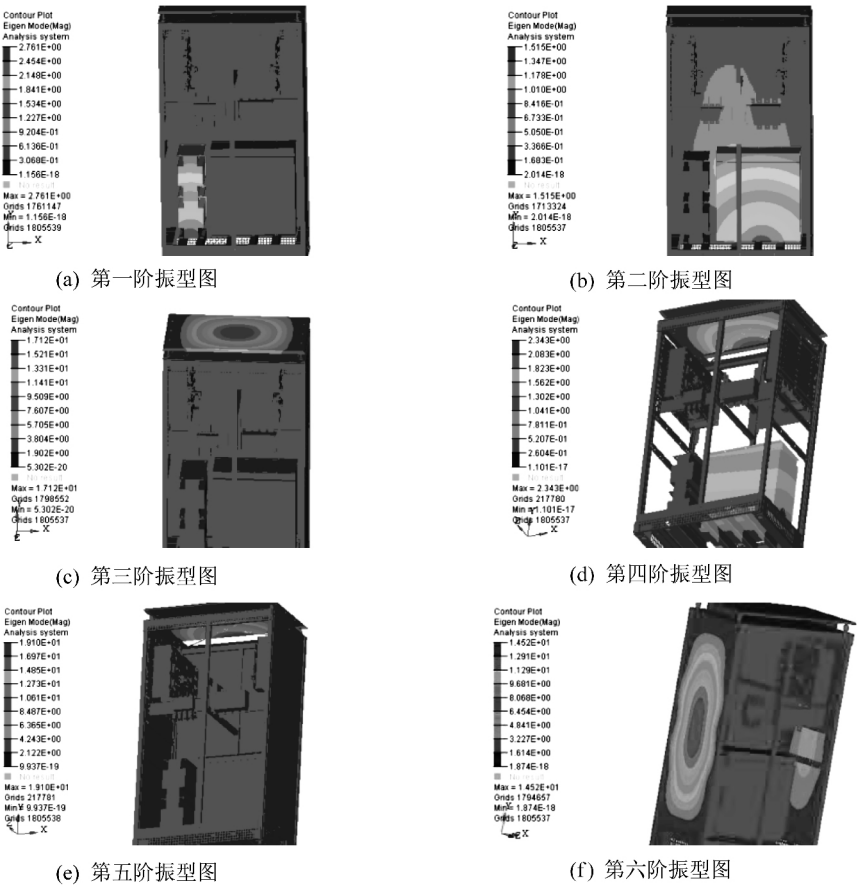 Contour Plot
Eigen Mode(Mag)
Analysis system
2.761E+00
2.454E+00
2.148E+00
1.841E+00
1.534E+00
1.227E+00
9.204E-01
6.136E-01
3.068E-01
1.156E-18
No result
Max = 2.761E+00
Grids 1761147
Min = 1.156E-18
Grids 1805539
Y
Z
X
(a) 第一阶振型图
Contour Plot
Eigen Mode(Mag)
Analysis system
1.515E+00
1.347E+00
1.178E+00
1.010E+00
8.416E-01
6.733E-01
5.050E-01
3.366E-01
1.683E-01
2.014E-18
No result
Max = 1.515E+00
Grids 1713324
Min = 2.014E-18
Grids 1805537
Y
Z
X
(b) 第二阶振型图
Contour Plot
Eigen Mode(Mag)
Analysis system
1.712E+01
1.521E+01
1.331E+01
1.141E+01
9.509E+00
7.607E+00
5.705E+00
3.804E+00
1.902E+00
5.302E-20
No result
Max = 1.712E+01
Grids 1798552
Min = 5.302E-20
Grids 1805537
Y
Z
X
(c) 第三阶振型图
Contour Plot
Eigen Mode(Mag)
Analysis system
2.343E+00
2.083E+00
1.823E+00
1.562E+00
1.302E+00
1.041E+00
7.811E-01
5.207E-01
2.604E-01
1.101E-17
No result
Max = 2.343E+00
Grids 217780
Min = 1.101E-17
Grids 1805537
Y
Z
X
(d) 第四阶振型图
Contour Plot
Eigen Mode(Mag)
Analysis system
1.910E+01
1.697E+01
1.485E+01
1.273E+01
1.061E+01
8.487E+00
6.365E+00
4.243E+00
2.122E+00
9.937E-19
No result
Max = 1.910E+01
Grids 217781
Min = 9.937E-19
Grids 1805538
Y
Z
X
(e) 第五阶振型图
Contour Plot
Eigen Mode(Mag)
Analysis system
1.452E+01
1.291E+01
1.129E+01
9.681E+00
8.068E+00
6.454E+00
4.841E+00
3.227E+00
1.614E+00
1.874E-18
No result
Max = 1.452E+01
Grids 1794657
Min = 1.874E-18
Grids 1805537
Y
Z
X
(f) 第六阶振型图